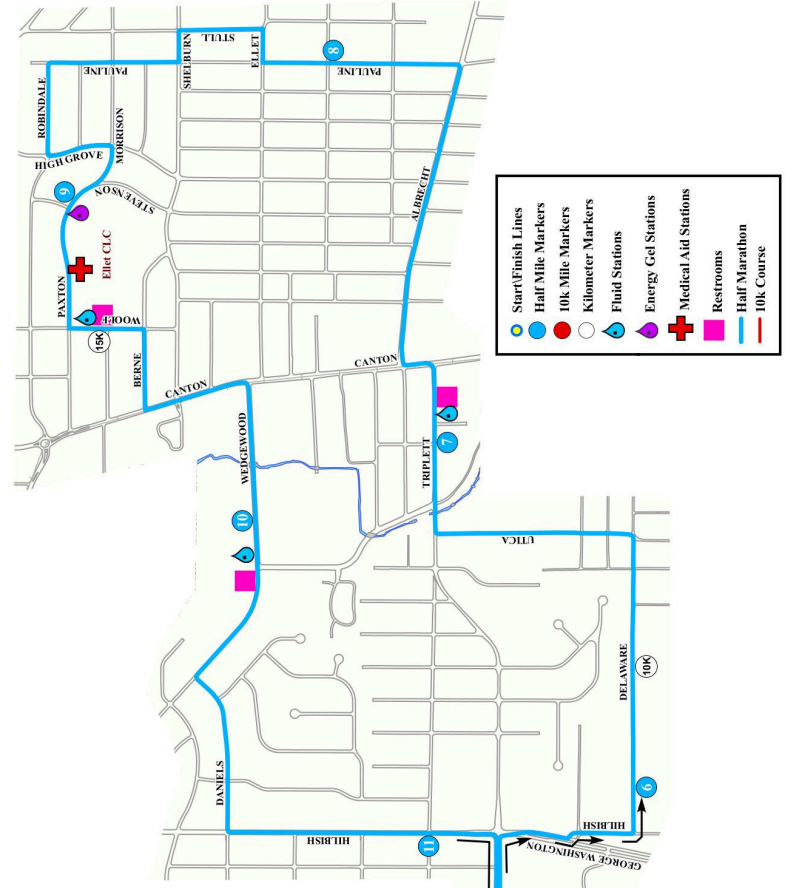 ROBINDALE
PAULINE
SHELBURN
STULL
ELLET
8
PAULINE
HIGH GROVE
MORRISON
9
STEVENSON
Ellet CLC
PAXTON
WOOLF
15K
BERNE
CANTON
ALBRECHT
CANTON
WEDGEWOOD
7
TRIPLETT
10
UTICA
DELAWARE
10K
DANIELS
6
HILBISH
HILBISH
11
GEORGE WASHINGTON
Start\Finish Lines
Half Mile Markers
10k Mile Markers
Kilometer Markers
Fluid Stations
Energy Gel Stations
Medical Aid Stations
Restrooms
Half Marathon
10k Course